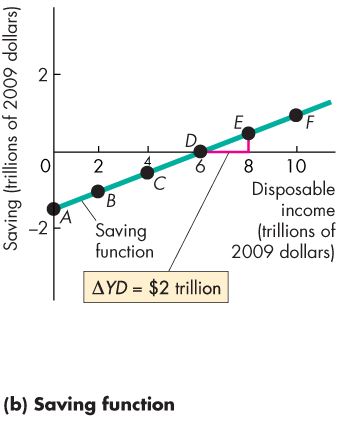 Saving (trillions of 2009 dollars)
2
0
–2
2
4
6
8
10
A
B
C
D
E
F
Disposable
income
(trillions of
2009 dollars)
Saving
function
ΔYD = $2 trillion
(b) Saving function